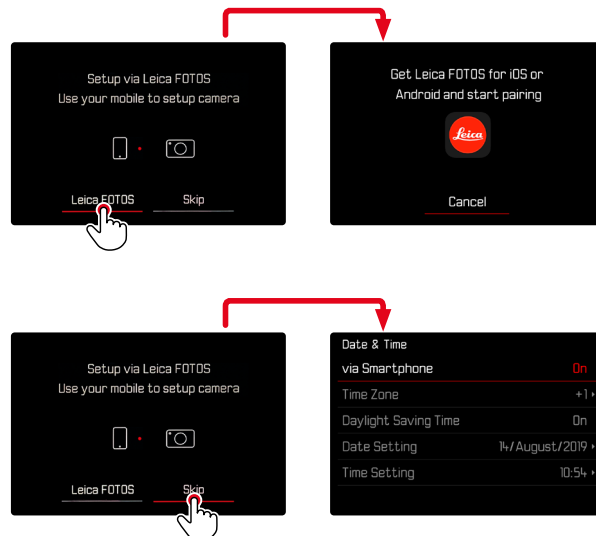 Setup via Leica FOTOS
Use your mobile to setup camera
Leica FOTOS Skip
Get Leica FOTOS for iOS or
Android and start pairing
Leica
Cancel
Setup via Leica FOTOS
Use your mobile to setup camera
Leica FOTOS Skip
Date & Time
via Smartphone On
Time Zone +1
Daylight Saving Time On
Date Setting 14/August/2019
Time Setting 10:54